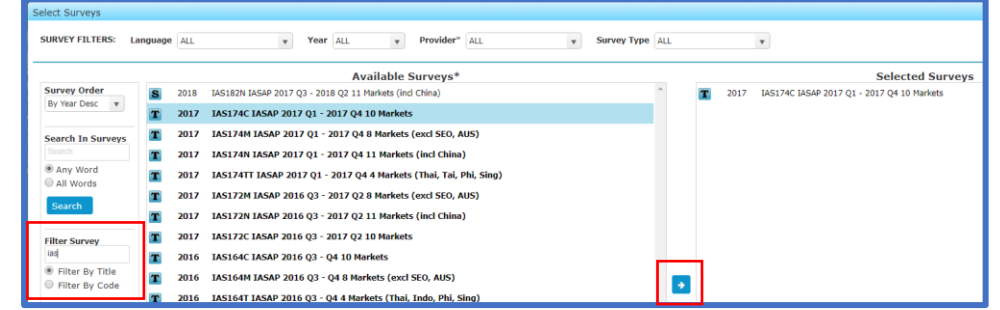 Select Surveys
SURVEY FILTERS: Language ALL Year ALL Provider* ALL Survey Type ALL
Available Surveys*
Selected Surveys
Survey Order
By Year Desc
Search In Surveys
Search
Any Word
All Words
Search
Filter Survey
ias
Filter By Title
Filter By Code
S 2018 IAS182N IASAP 2017 Q3 - 2018 Q2 11 Markets (incl China)
T 2017 IAS174C IASAP 2017 Q1 - 2017 Q4 10 Markets
T 2017 IAS174M IASAP 2017 Q1 - 2017 Q4 8 Markets (excl SEO, AUS)
T 2017 IAS174N IASAP 2017 Q1 - 2017 Q4 11 Markets (incl China)
T 2017 IAS174TT IASAP 2017 Q1 - 2017 Q4 4 Markets (Thai, Tai, Phi, Sing)
T 2017 IAS172M IASAP 2016 Q3 - 2017 Q2 8 Markets (excl SEO, AUS)
T 2017 IAS172N IASAP 2016 Q3 - 2017 Q2 11 Markets (incl China)
T 2017 IAS172C IASAP 2016 Q3 - 2017 Q2 10 Markets
T 2016 IAS164C IASAP 2016 Q3 - Q4 10 Markets
T 2016 IAS164M IASAP 2016 Q3 - Q4 8 Markets (excl SEO, AUS)
T 2016 IAS164T IASAP 2016 Q3 - Q4 4 Markets (Thai, Indo, Phi, Sing)
T 2017 IAS174C IASAP 2017 Q1 - 2017 Q4 10 Markets